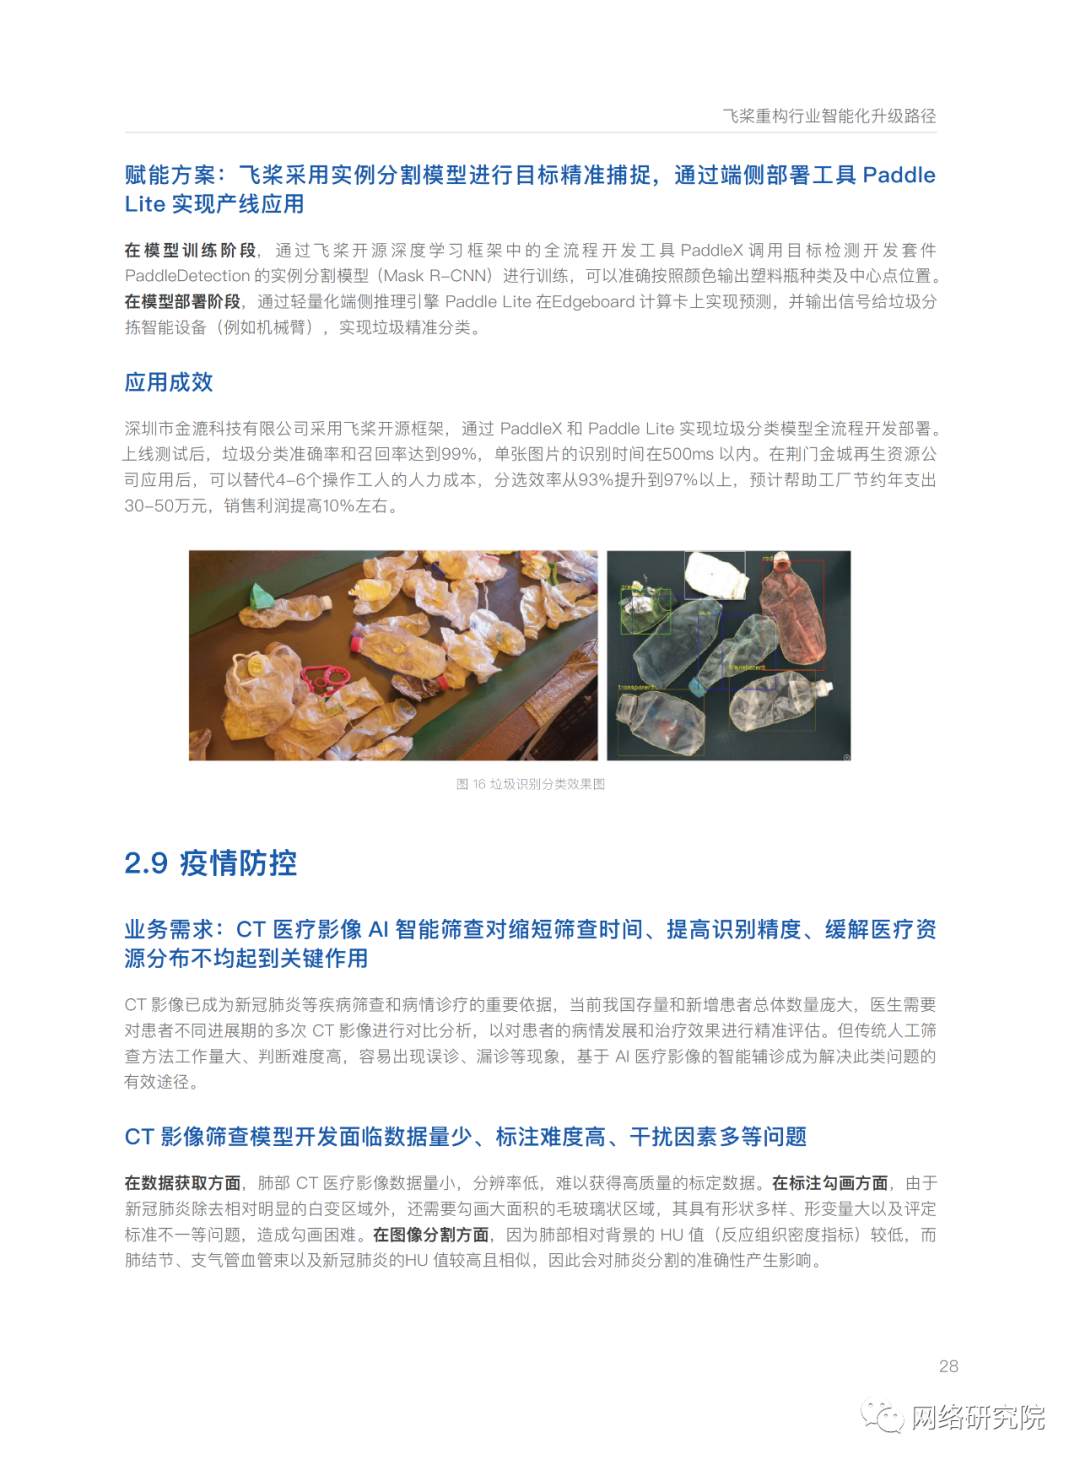 飞桨重构行业智能化升级路径
赋能方案：飞桨采用实例分割模型进行目标精准捕捉，通过端侧部署工具 Paddle
Lite 实现产线应用
在模型训练阶段，通过飞桨开源深度学习框架中的全流程开发工具 PaddleX 调用目标检测开发套件
PaddleDetection 的实例分割模型（Mask R-CNN）进行训练，可以准确按照颜色输出塑料瓶种类及中心点位置。
在模型部署阶段，通过轻量化端侧推理引擎 Paddle Lite 在Edgeboard 计算卡上实现预测，并输出信号给垃圾分
拣智能设备（例如机械臂），实现垃圾精准分类。
应用成效
深圳市金漉科技有限公司采用飞桨开源框架，通过 PaddleX 和 Paddle Lite 实现垃圾分类模型全流程开发部署。
上线测试后，垃圾分类准确率和召回率达到99%，单张图片的识别时间在500ms 以内。在荆门金城再生资源公
司应用后，可以替代4-6个操作工人的人力成本，分选效率从93%提升到97%以上，预计帮助工厂节约年支出
30-50万元，销售利润提高10%左右。
transparent
transparent
图 16 垃圾识别分类效果图
2.9 疫情防控
业务需求：CT 医疗影像 AI 智能筛查对缩短筛查时间、提高识别精度、缓解医疗资
源分布不均起到关键作用
CT 影像已成为新冠肺炎等疾病筛查和病情诊疗的重要依据，当前我国存量和新增患者总体数量庞大，医生需要
对患者不同进展期的多次 CT 影像进行对比分析，以对患者的病情发展和治疗效果进行精准评估。但传统人工筛
查方法工作量大、判断难度高，容易出现误诊、漏诊等现象，基于 AI 医疗影像的智能辅诊成为解决此类问题的
有效途径。
CT 影像筛查模型开发面临数据量少、标注难度高、干扰因素多等问题
在数据获取方面，肺部 CT 医疗影像数据量小，分辨率低，难以获得高质量的标定数据。在标注勾画方面，由于
新冠肺炎除去相对明显的白变区域外，还需要勾画大面积的毛玻璃状区域，其具有形状多样、形变量大以及评定
标准不一等问题，造成勾画困难。在图像分割方面，因为肺部相对背景的 HU 值（反应组织密度指标）较低，而
肺结节、支气管血管束以及新冠肺炎的HU 值较高且相似，因此会对肺炎分割的准确性产生影响。
28
网络研究院